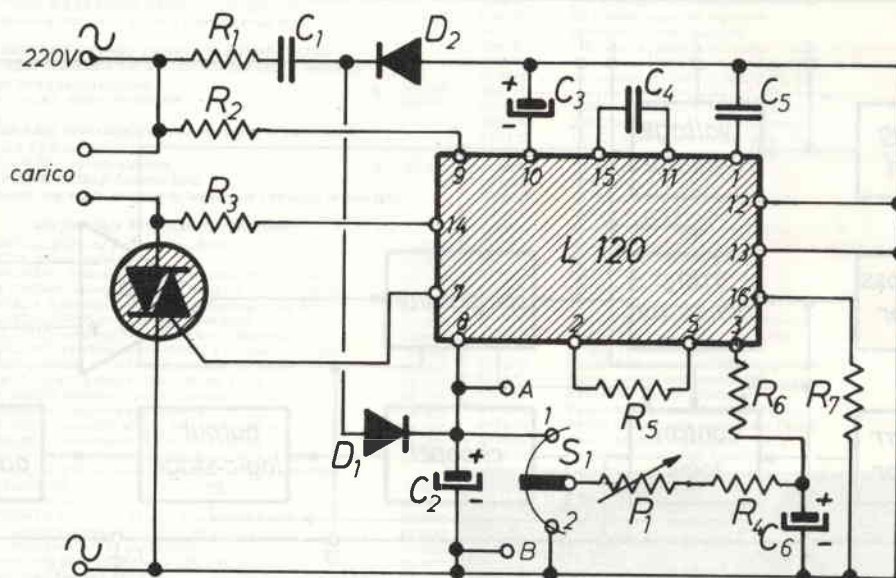 R1 C1 D2
220V
R2
C3 C4 C5
+
-
carico
9 10 15 11 1
R3
14
12
L 120
13
7
16
8 2 5 3
A
R5
R6
R7
D1
1
S1
+
C2
-
P1
R4
2
+
C6
-
B